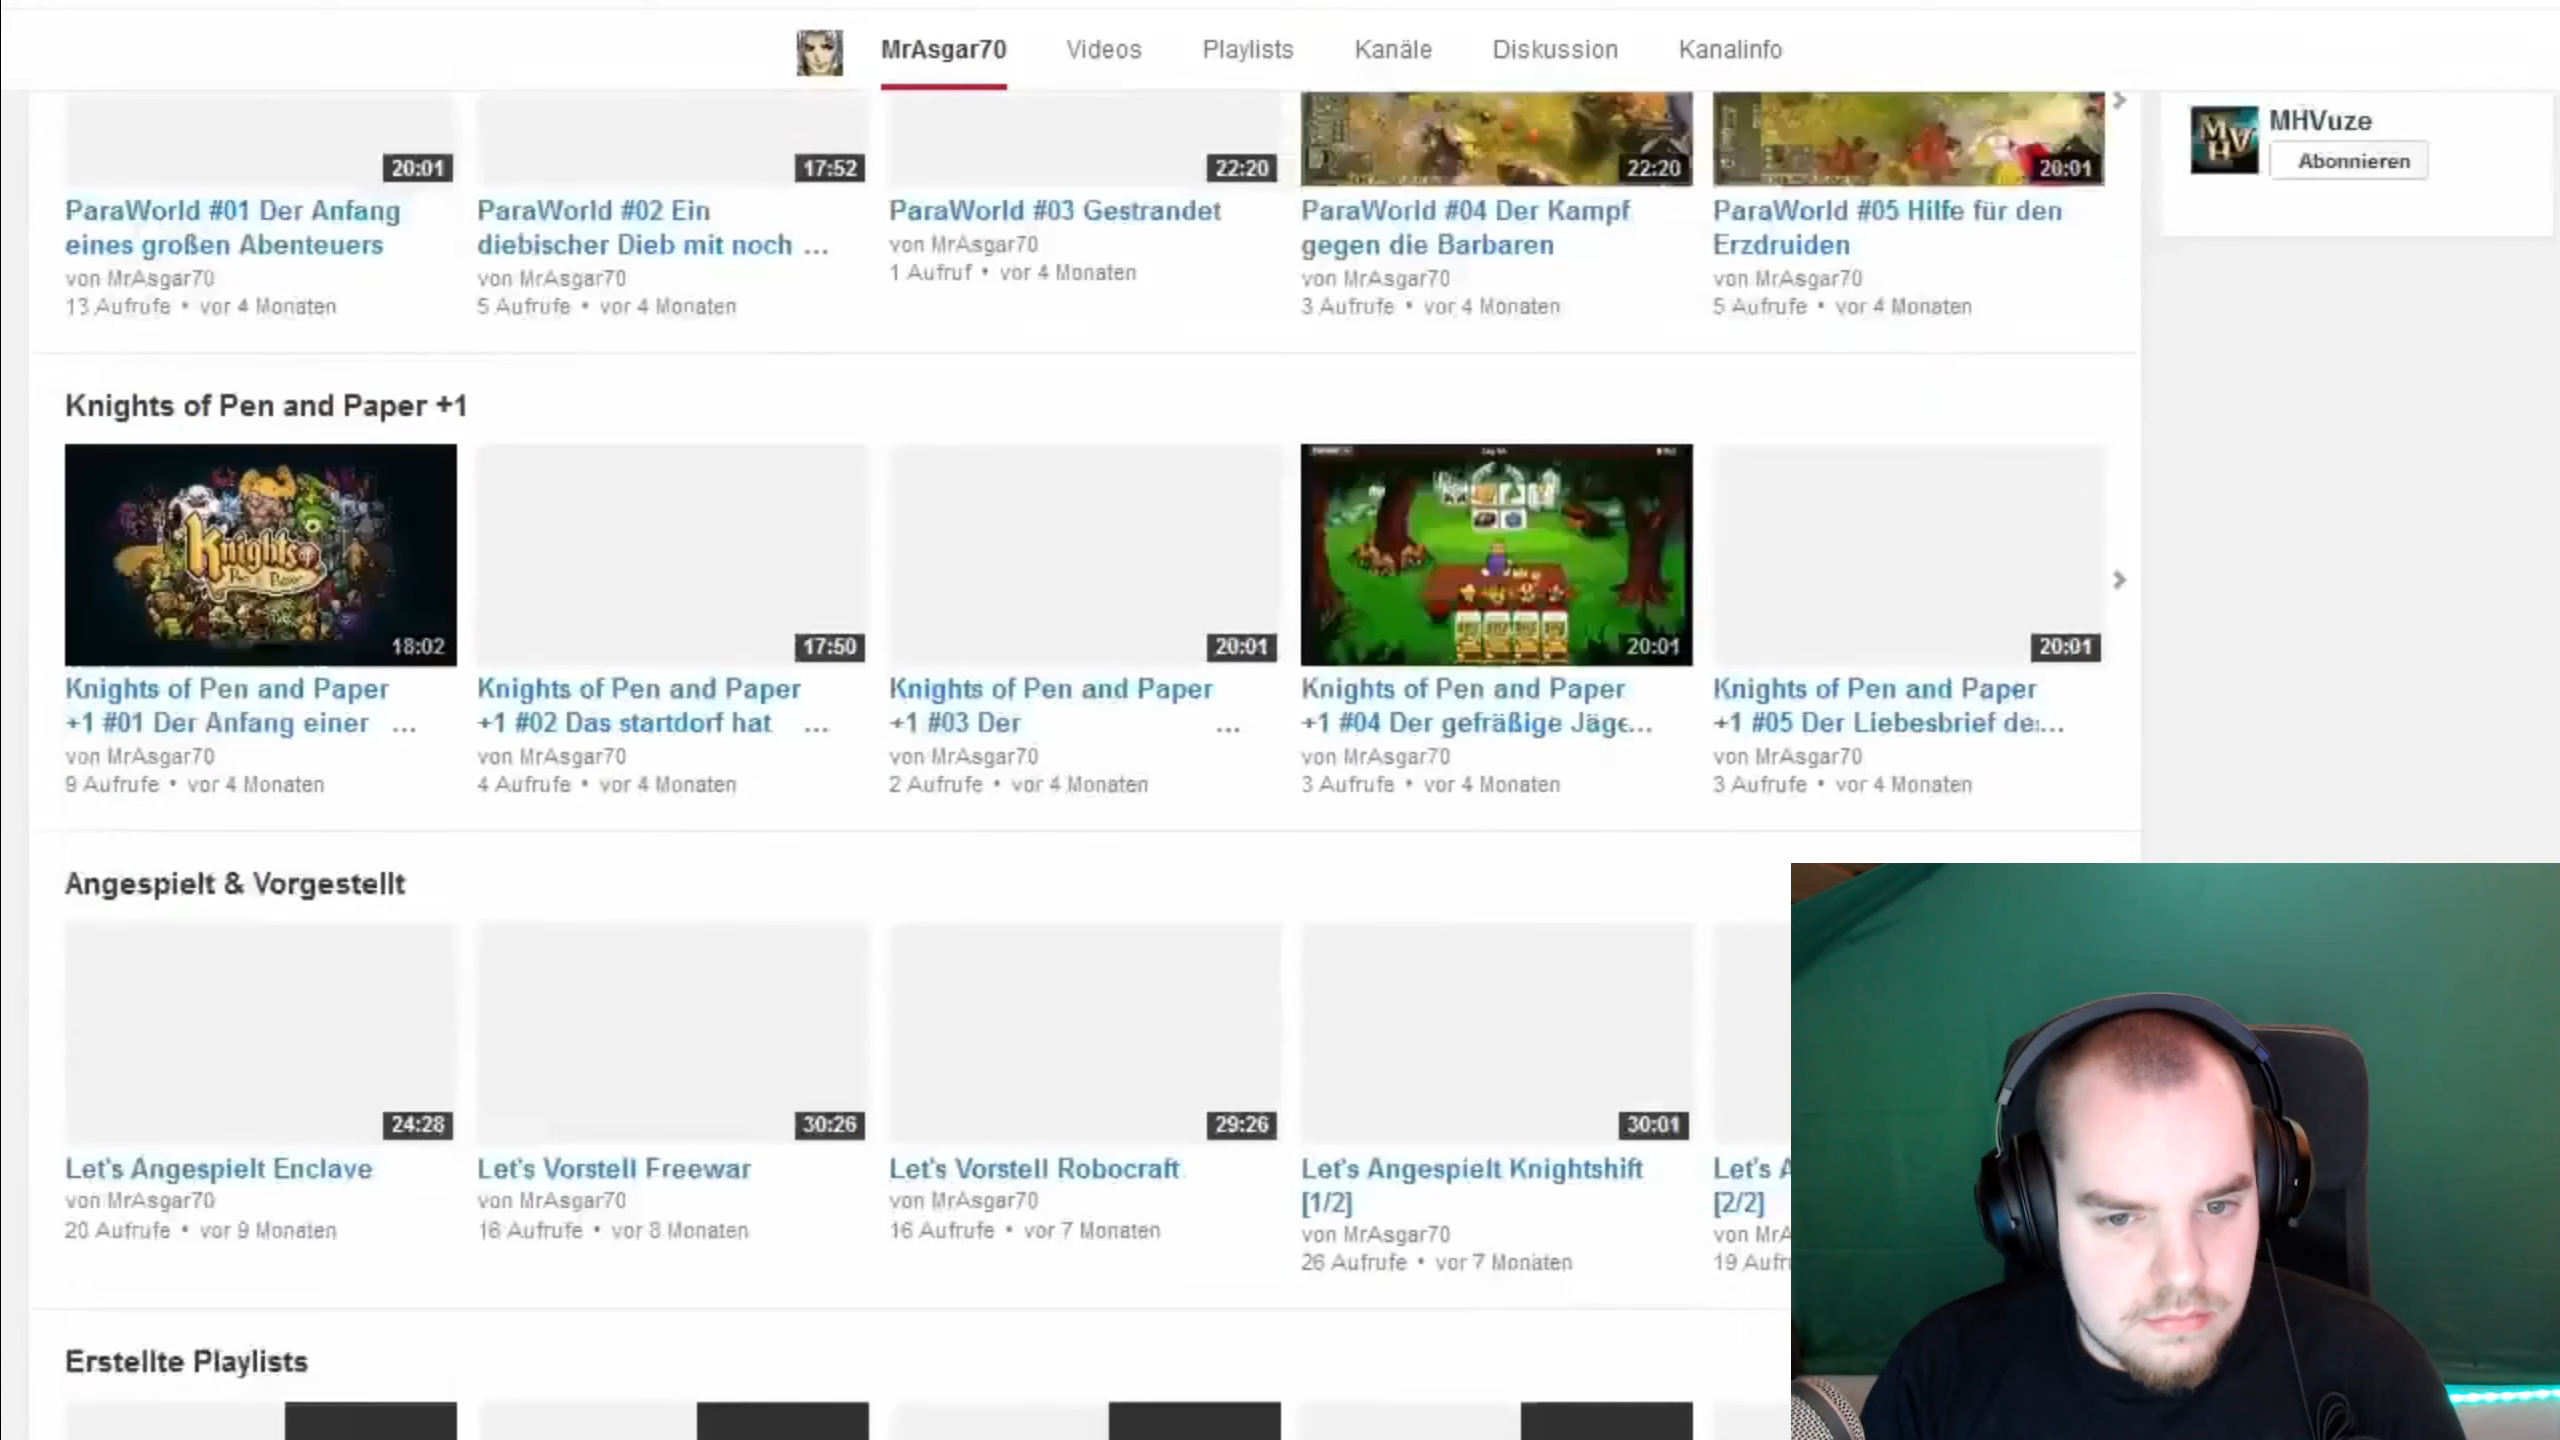 MrAsgar70
Videos
Playlists
Kanäle
Diskussion
Kanalinfo
MHVuze
Abonnieren
20:01
17:52
22:20
22:20
20:01
ParaWorld #01 Der Anfang
eines großen Abenteuers
von MrAsgar70
13 Aufrufe • vor 4 Monaten
ParaWorld #02 Ein
diebischer Dieb mit noch ...
von MrAsgar70
5 Aufrufe • vor 4 Monaten
ParaWorld #03 Gestrandet
von MrAsgar70
1 Aufruf • vor 4 Monaten
ParaWorld #04 Der Kampf
gegen die Barbaren
von MrAsgar70
3 Aufrufe • vor 4 Monaten
ParaWorld #05 Hilfe für den
Erzdruiden
von MrAsgar70
5 Aufrufe • vor 4 Monaten
Knights of Pen and Paper +1
Knights of
Pen & Paper
18:02
17:50
20:01
20:01
20:01
Knights of Pen and Paper
+1 #01 Der Anfang einer ...
von MrAsgar70
9 Aufrufe • vor 4 Monaten
Knights of Pen and Paper
+1 #02 Das startdorf hat ...
von MrAsgar70
4 Aufrufe • vor 4 Monaten
Knights of Pen and Paper
+1 #03 Der ...
von MrAsgar70
2 Aufrufe • vor 4 Monaten
Knights of Pen and Paper
+1 #04 Der gefräßige Jäge...
von MrAsgar70
3 Aufrufe • vor 4 Monaten
Knights of Pen and Paper
+1 #05 Der Liebesbrief de...
von MrAsgar70
3 Aufrufe • vor 4 Monaten
Angespielt & Vorgestellt
24:28
30:26
29:26
30:01
Let's Angespielt Enclave
von MrAsgar70
20 Aufrufe • vor 9 Monaten
Let's Vorstell Freewar
von MrAsgar70
16 Aufrufe • vor 8 Monaten
Let's Vorstell Robocraft
von MrAsgar70
16 Aufrufe • vor 7 Monaten
Let's Angespielt Knightshift
[1/2]
von MrAsgar70
26 Aufrufe • vor 7 Monaten
Let's A
[2/2]
von MrA
19 Aufr
Erstellte Playlists